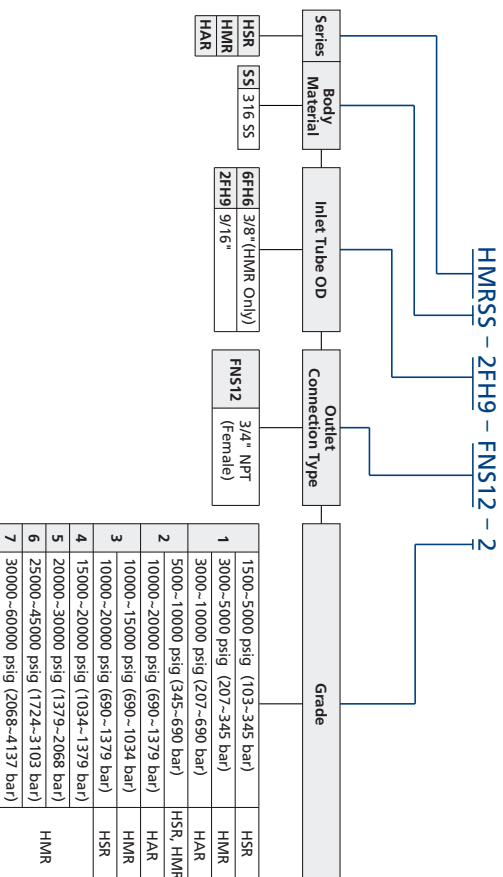 HMRSS – 2FH9 – FNS12 – 2
Series
HSR
HMR
HAR
Body
Material
SS 316 SS
Inlet Tube OD
6FH6 3/8"(HMR Only)
2FH9 9/16"
Outlet
Connection Type
FNS12 3/4" NPT
(Female)
Grade
1 1500~5000 psig (103~345 bar) HSR
3000~5000 psig (207~345 bar) HMR
3000~10000 psig (207~690 bar) HAR
2 5000~10000 psig (345~690 bar) HSR, HMR
10000~20000 psig (690~1379 bar) HAR
3 10000~15000 psig (690~1034 bar) HMR
10000~20000 psig (690~1379 bar) HSR
4 15000~20000 psig (1034~1379 bar) HMR
5 20000~30000 psig (1379~2068 bar)
6 25000~45000 psig (1724~3103 bar)
7 30000~60000 psig (2068~4137 bar)